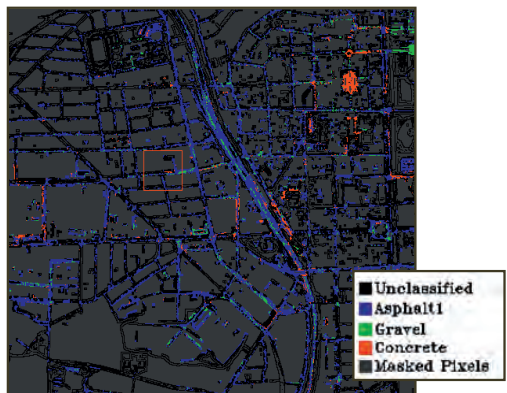 Unclassified
Asphalt1
Gravel
Concrete
Masked Pixels